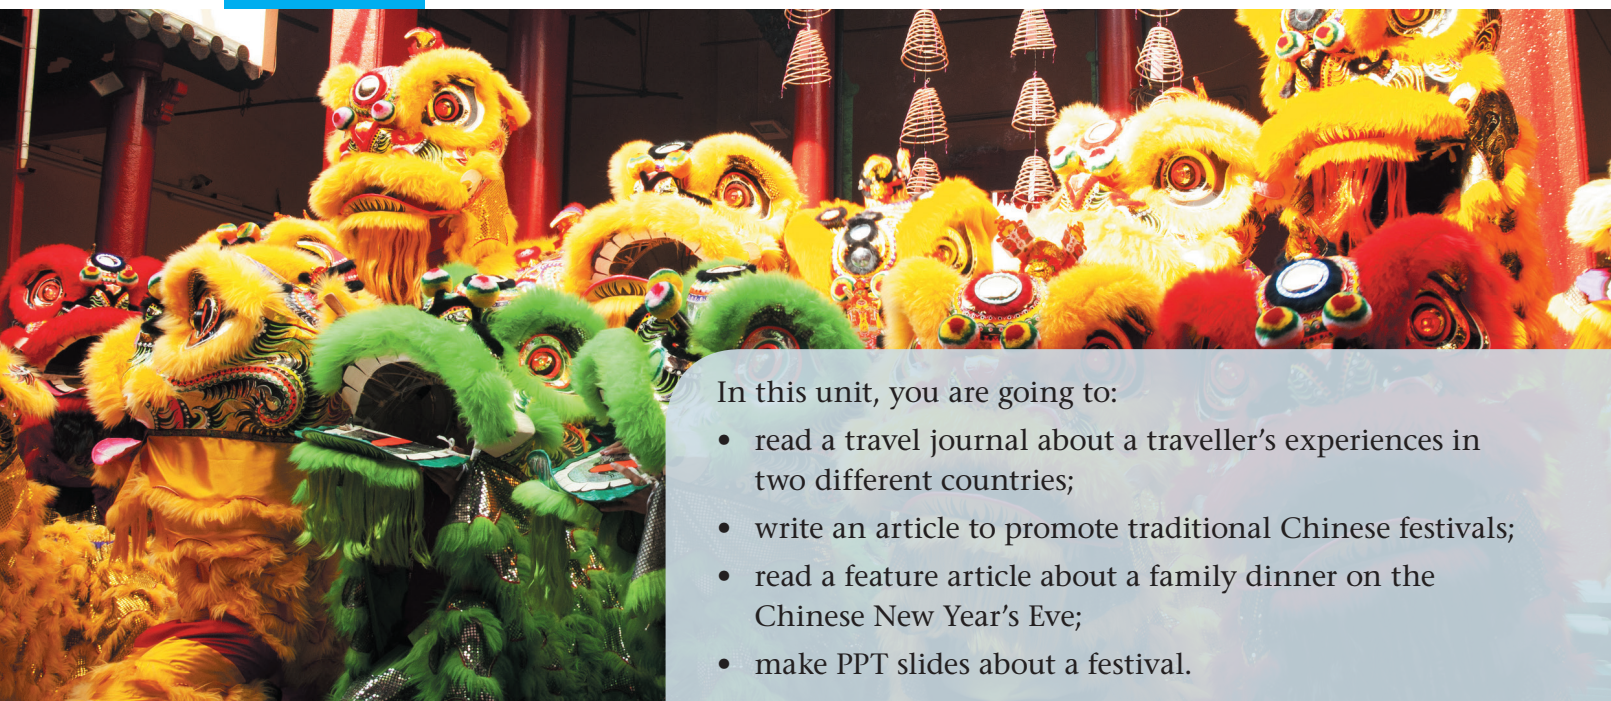 In this unit, you are going to:
• read a travel journal about a traveller’s experiences in
two different countries;
• write an article to promote traditional Chinese festivals;
• read a feature article about a family dinner on the
Chinese New Year’s Eve;
• make PPT slides about a festival.